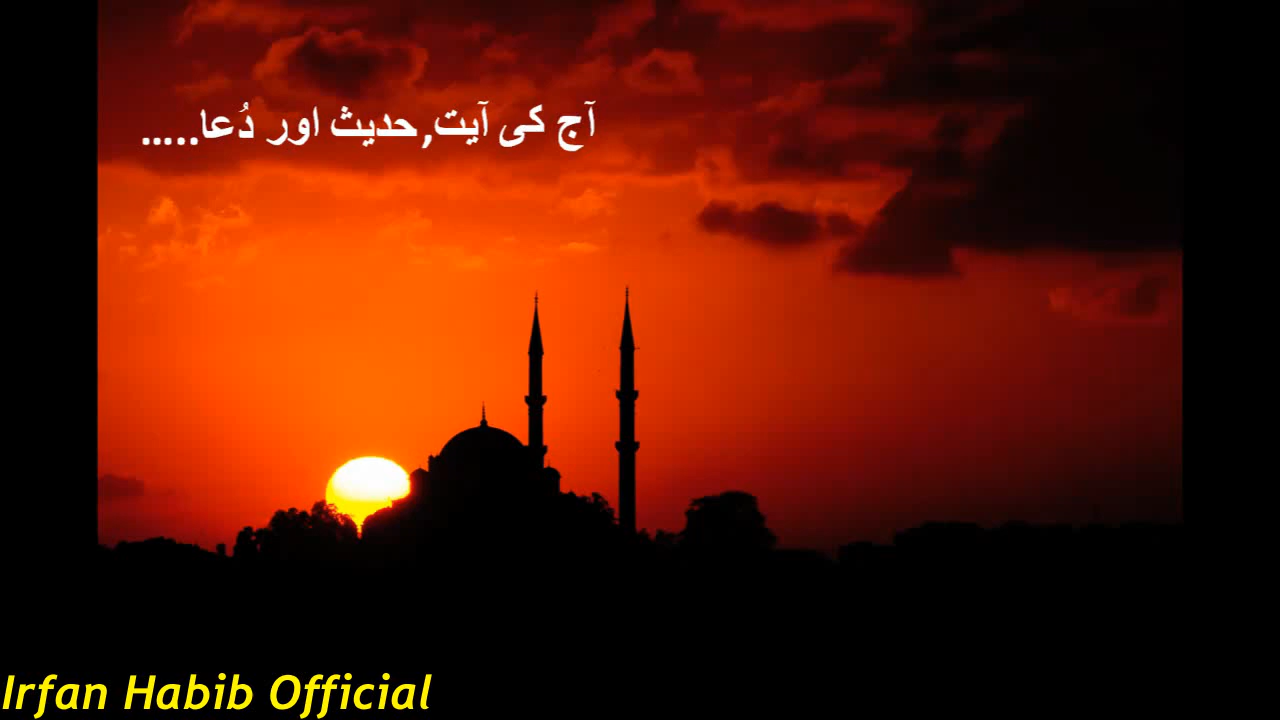 آج کی آیت,حدیث اور دُعا.....
Irfan Habib Official